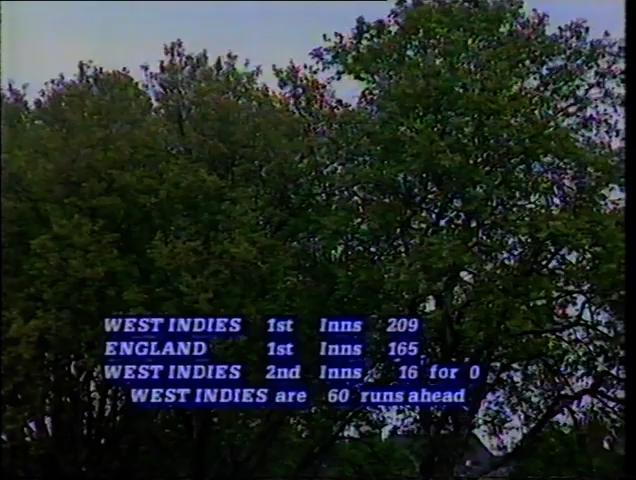 WEST INDIES 1st Inns 209
ENGLAND 1st Inns 165
WEST INDIES 2nd Inns 16 for 0
WEST INDIES are 60 runs ahead